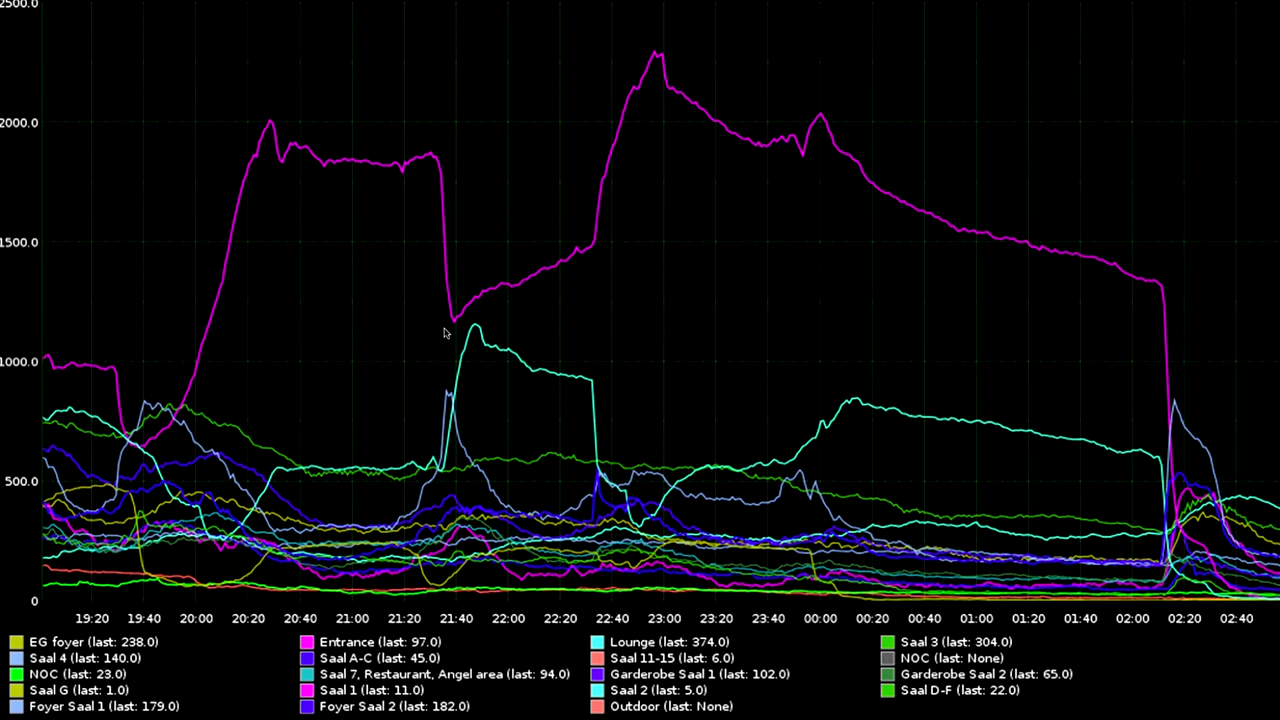 2500.0
2000.0
1500.0
1000.0
500.0
0
19:20 19:40 20:00 20:20 20:40 21:00 21:20 21:40 22:00 22:20 22:40 23:00 23:20 23:40 00:00 00:20 00:40 01:00 01:20 01:40 02:00 02:20 02:40
EG foyer (last: 238.0) Entrance (last: 97.0) Lounge (last: 374.0) Saal 3 (last: 304.0)
Saal 4 (last: 140.0) Saal A-C (last: 45.0) Saal 11-15 (last: 6.0) NOC (last: None)
NOC (last: 23.0) Saal 7, Restaurant, Angel area (last: 94.0) Garderobe Saal 1 (last: 102.0) Garderobe Saal 2 (last: 65.0)
Saal G (last: 1.0) Saal 1 (last: 11.0) Saal 2 (last: 5.0) Saal D-F (last: 22.0)
Foyer Saal 1 (last: 179.0) Foyer Saal 2 (last: 182.0) Outdoor (last: None)